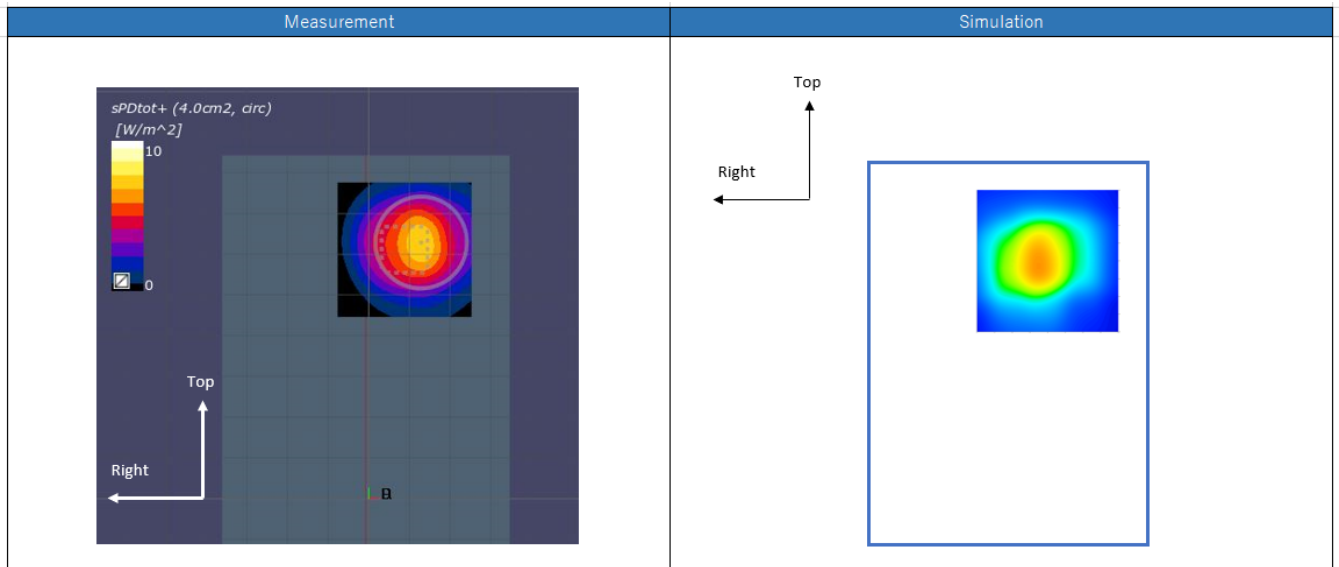 Measurement
Simulation
sPDtot+ (4.0cm2, circ)
[W/m^2]
10
0
Top
Right
Top
Right